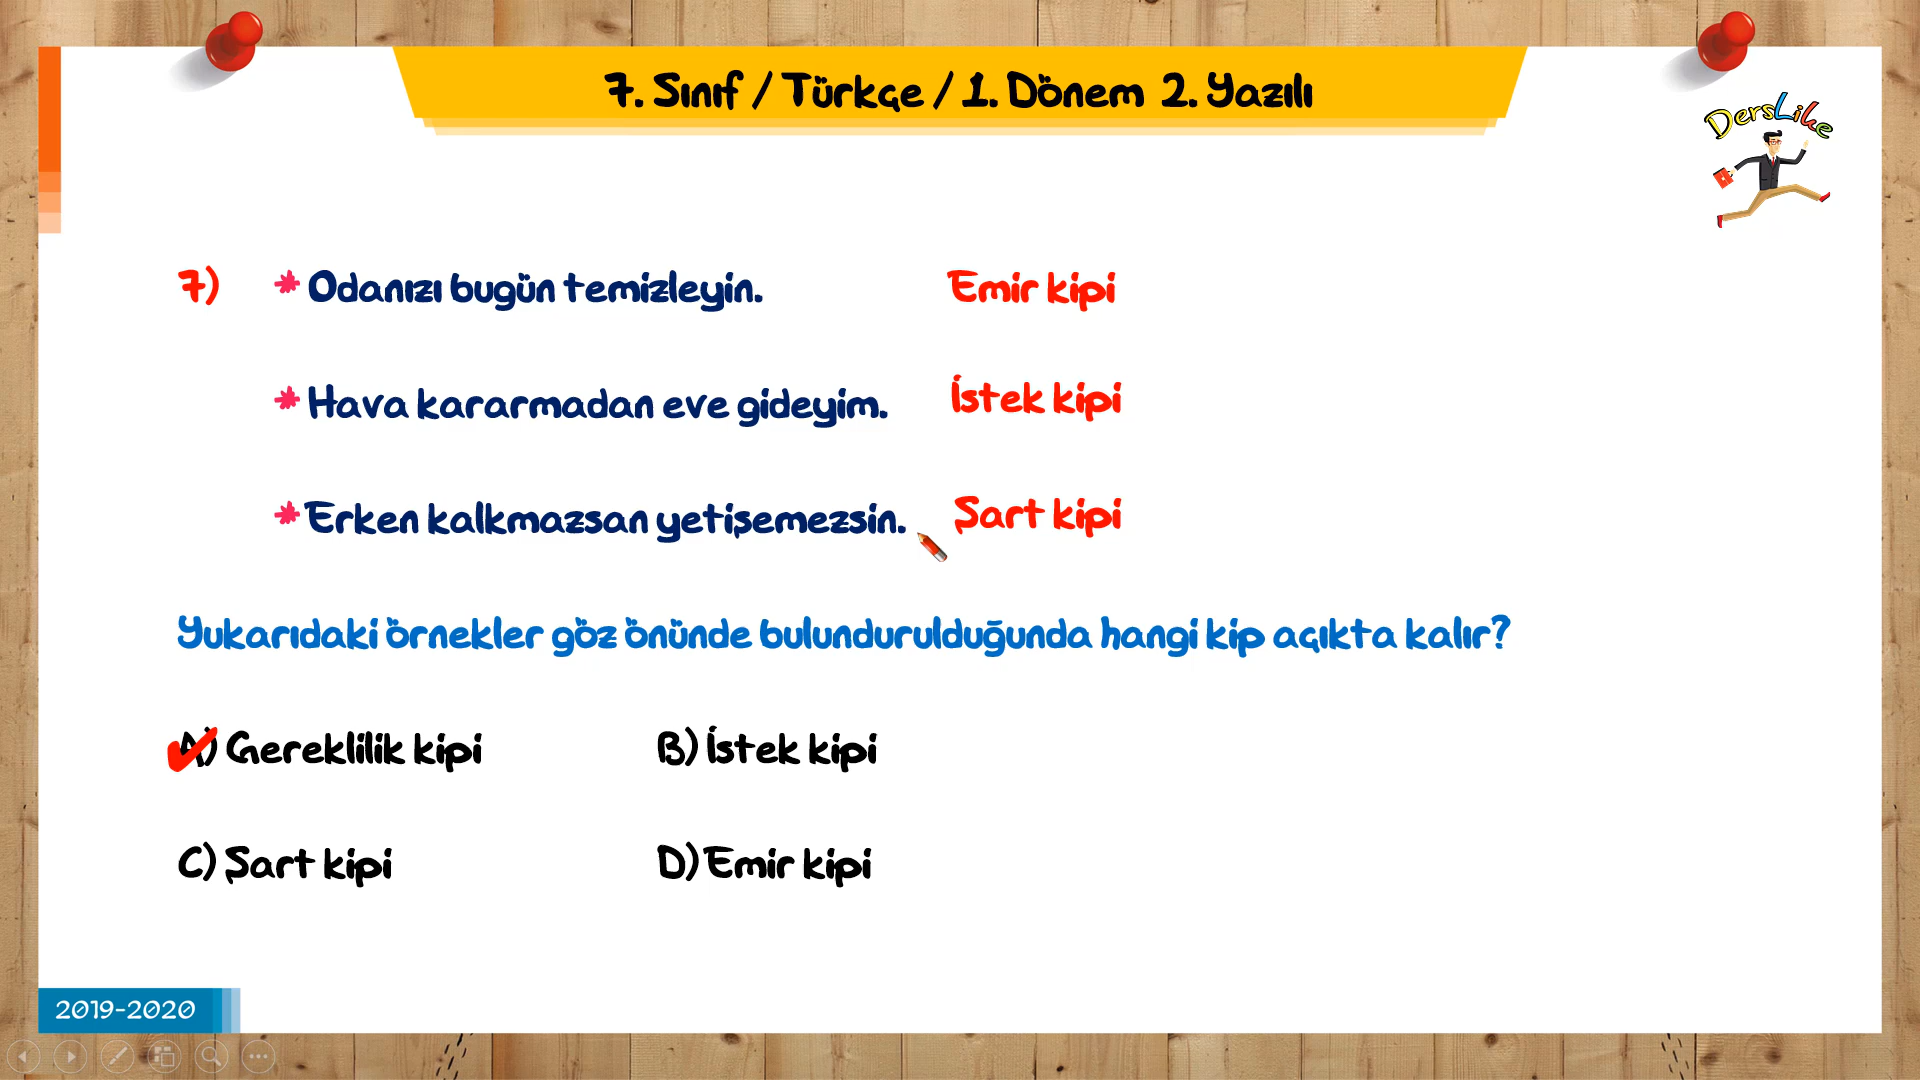 7. Sınıf / Türkçe / 1. Dönem 2. Yazılı
DersLike
7) * Odanızı bugün temizleyin. Emir kipi
* Hava kararmadan eve gideyim. İstek kipi
* Erken kalkmazsan yetişemezsin. Şart kipi
Yukarıdaki örnekler göz önünde bulundurulduğunda hangi kip açıkta kalır?
A) Gereklilik kipi B) İstek kipi
C) Şart kipi D) Emir kipi
2019-2020